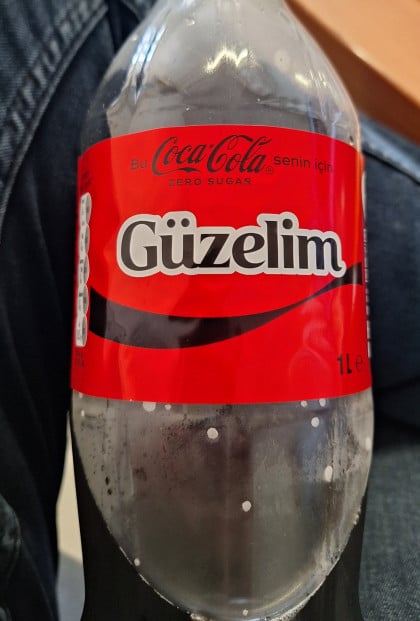 Bu Coca-Cola® senin için
ZERO SUGAR
Güzelim
1L e